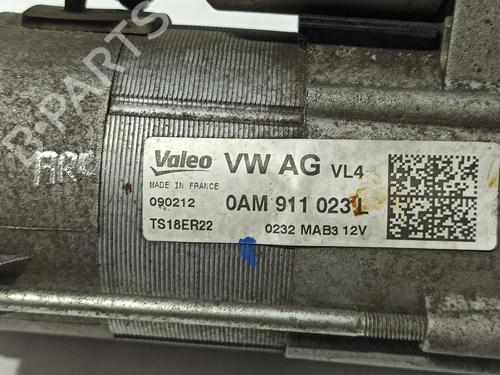 B-PARTS
Valeo VW AG VL4
MADE IN FRANCE
090212 0AM 911 023 L
TS18ER22 0232 MAB3 12V